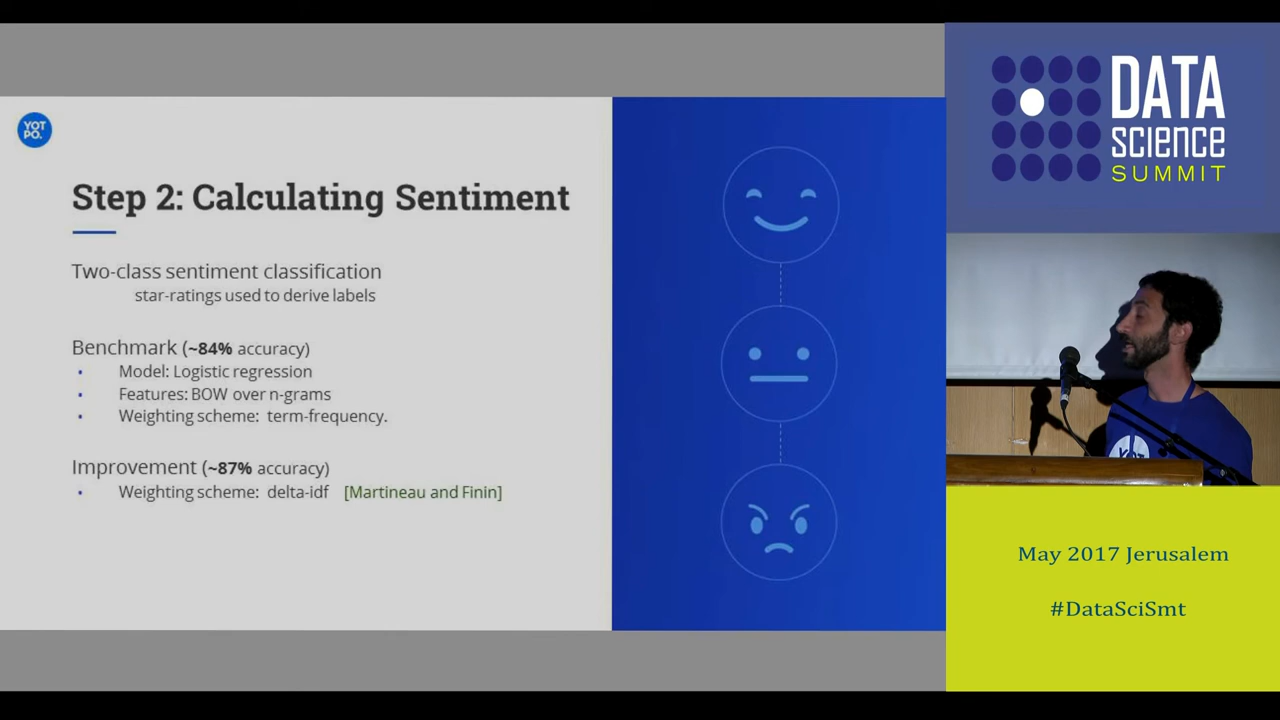 YOT
PO.
Step 2: Calculating Sentiment
Two-class sentiment classification
star-ratings used to derive labels
Benchmark (~84% accuracy)
• Model: Logistic regression
• Features: BOW over n-grams
• Weighting scheme: term-frequency.
Improvement (~87% accuracy)
• Weighting scheme: delta-idf [Martineau and Finin]
DATA
SCIENCE
SUMMIT
YOT
May 2017 Jerusalem
#DataSciSmt